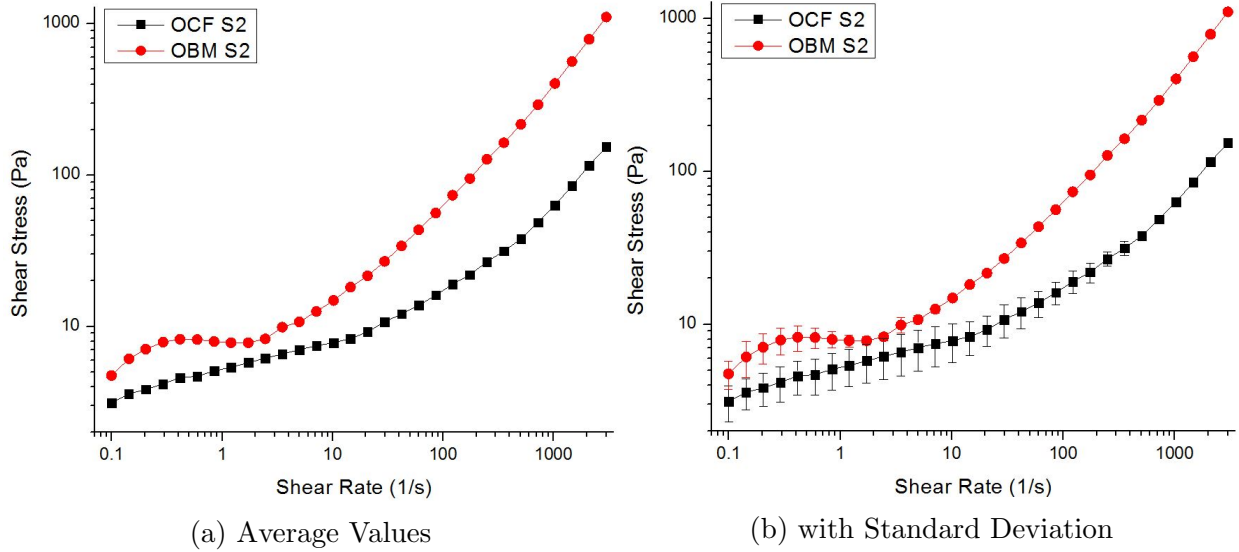 OCF S2
OBM S2
1000
100
10
Shear Stress (Pa)
0.1
1
10
100
1000
Shear Rate (1/s)
(a) Average Values
OCF S2
OBM S2
1000
100
10
Shear Stress (Pa)
0.1
1
10
100
1000
Shear Rate (1/s)
(b) with Standard Deviation